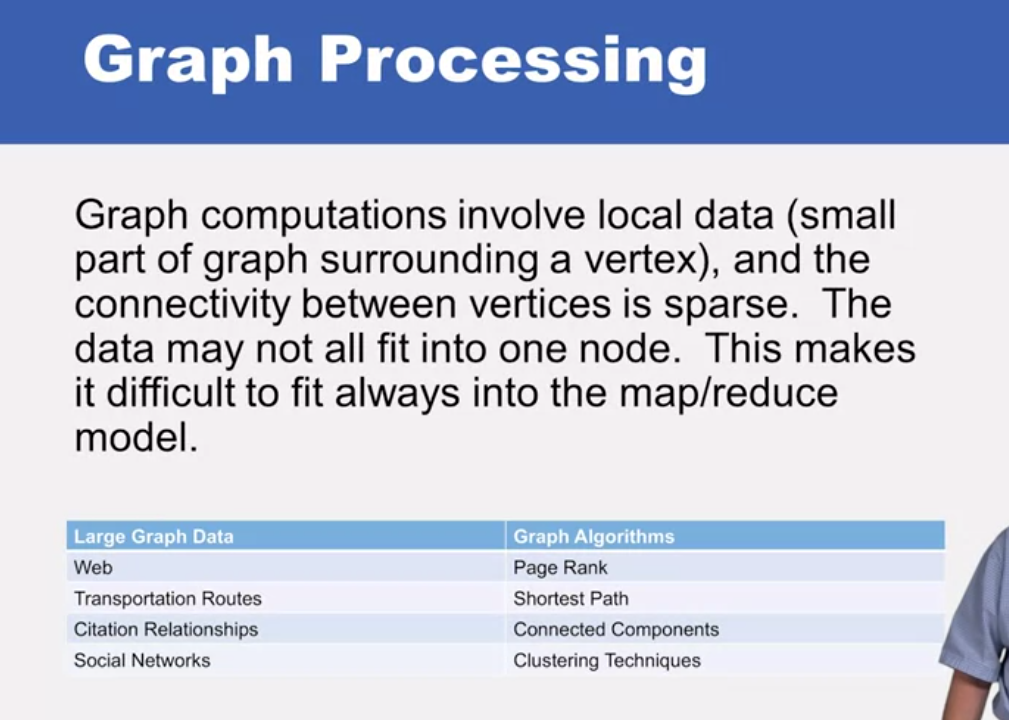 Graph Processing
Graph computations involve local data (small
part of graph surrounding a vertex), and the
connectivity between vertices is sparse.  The
data may not all fit into one node.  This makes
it difficult to fit always into the map/reduce
model.
Large Graph Data Graph Algorithms
Web Page Rank
Transportation Routes Shortest Path
Citation Relationships Connected Components
Social Networks Clustering Techniques